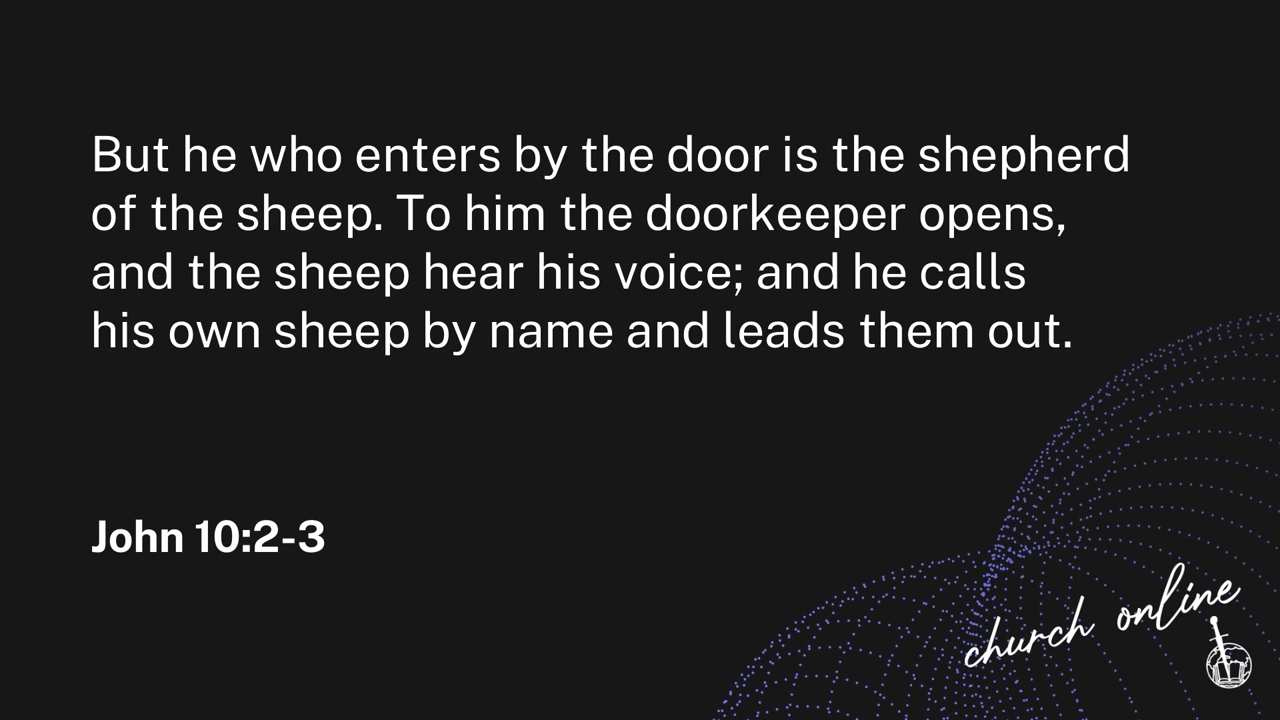 But he who enters by the door is the shepherd
of the sheep. To him the doorkeeper opens,
and the sheep hear his voice; and he calls
his own sheep by name and leads them out.
John 10:2-3
church online